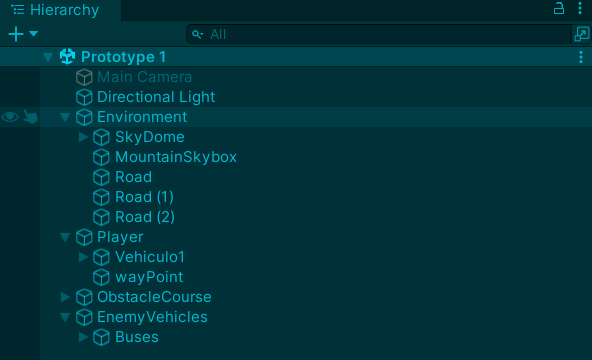 Hierarchy
All
Prototype 1
Main Camera
Directional Light
Environment
SkyDome
MountainSkybox
Road
Road (1)
Road (2)
Player
Vehiculo1
wayPoint
ObstacleCourse
EnemyVehicles
Buses